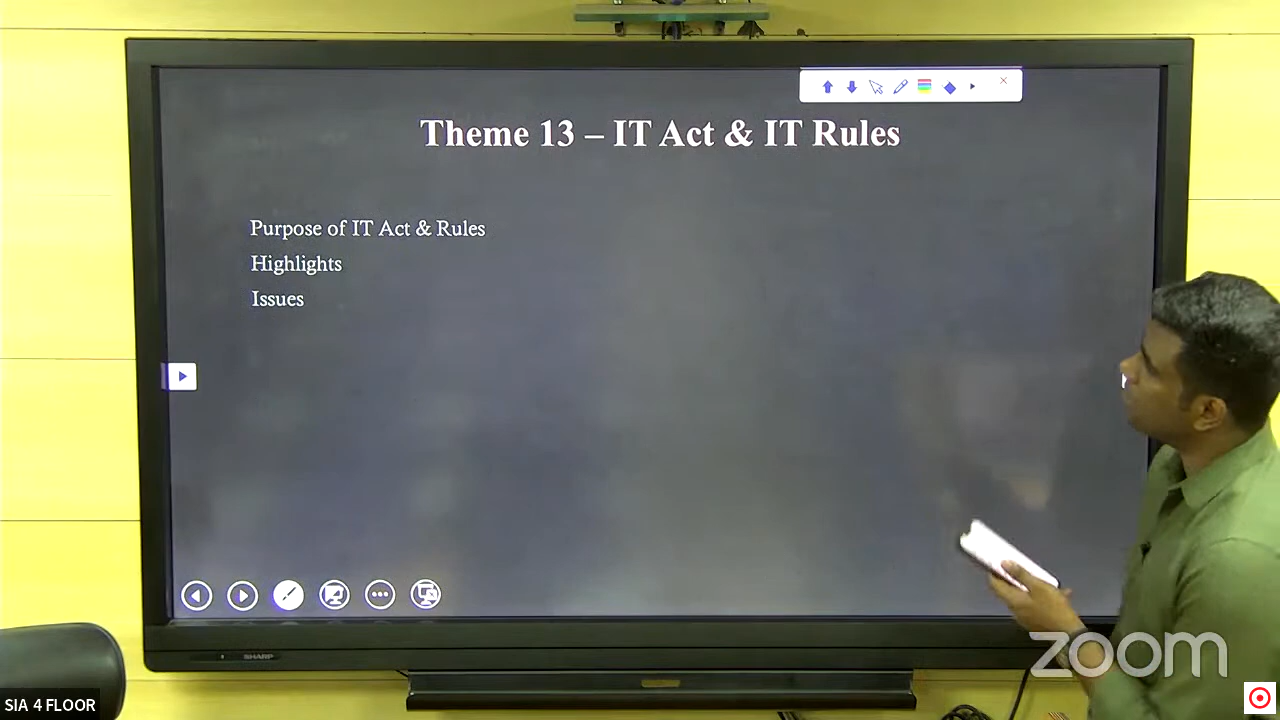 Theme 13 – IT Act & IT Rules
Purpose of IT Act & Rules
Highlights
Issues
SHARP
zoom
SIA 4 FLOOR